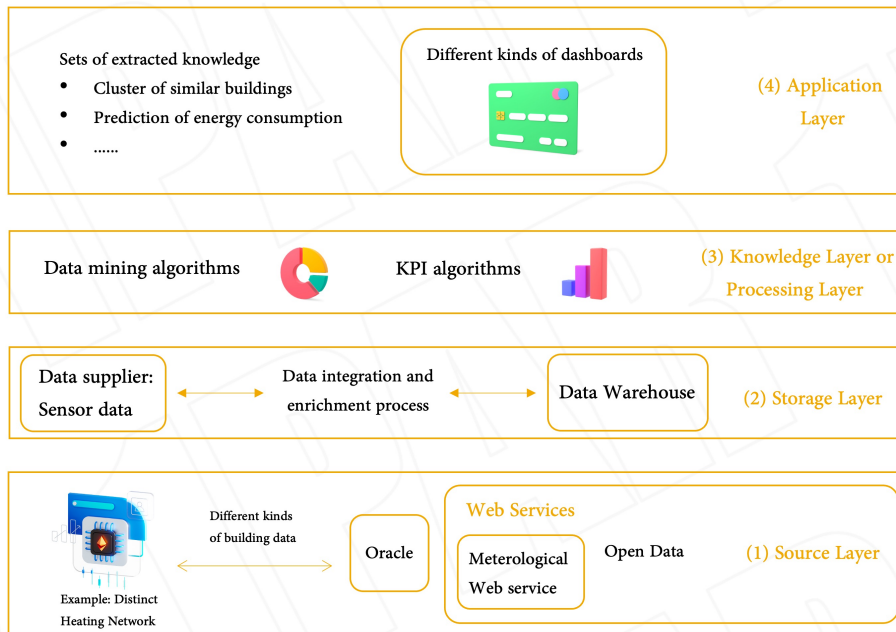 Sets of extracted knowledge
• Cluster of similar buildings
• Prediction of energy consumption
• ......
Different kinds of dashboards
(4) Application
Layer
Data mining algorithms
KPI algorithms
(3) Knowledge Layer or
Processing Layer
Data supplier:
Sensor data
Data integration and
enrichment process
Data Warehouse
(2) Storage Layer
Example: Distinct
Heating Network
Different kinds
of building data
Oracle
Web Services
Meterological
Web service
Open Data
(1) Source Layer